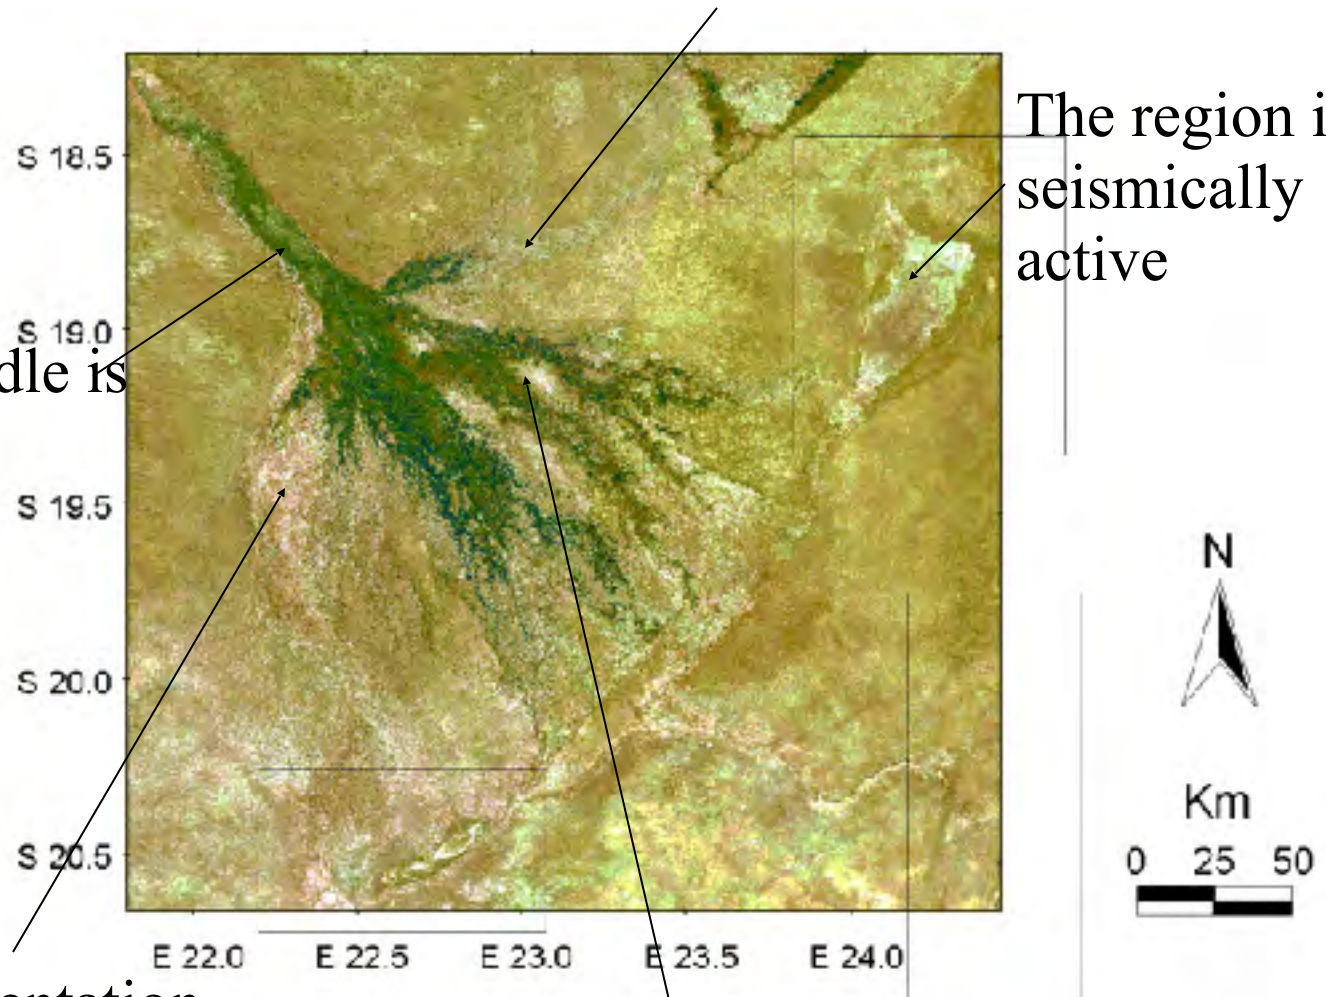 The region i
seismically
active
S 18.5
S 19.0
dle is
S 19.5
S 20.0
S 20.5
N
Km
0 25 50
E 22.0 E 22.5 E 23.0 E 23.5 E 24.0
entation